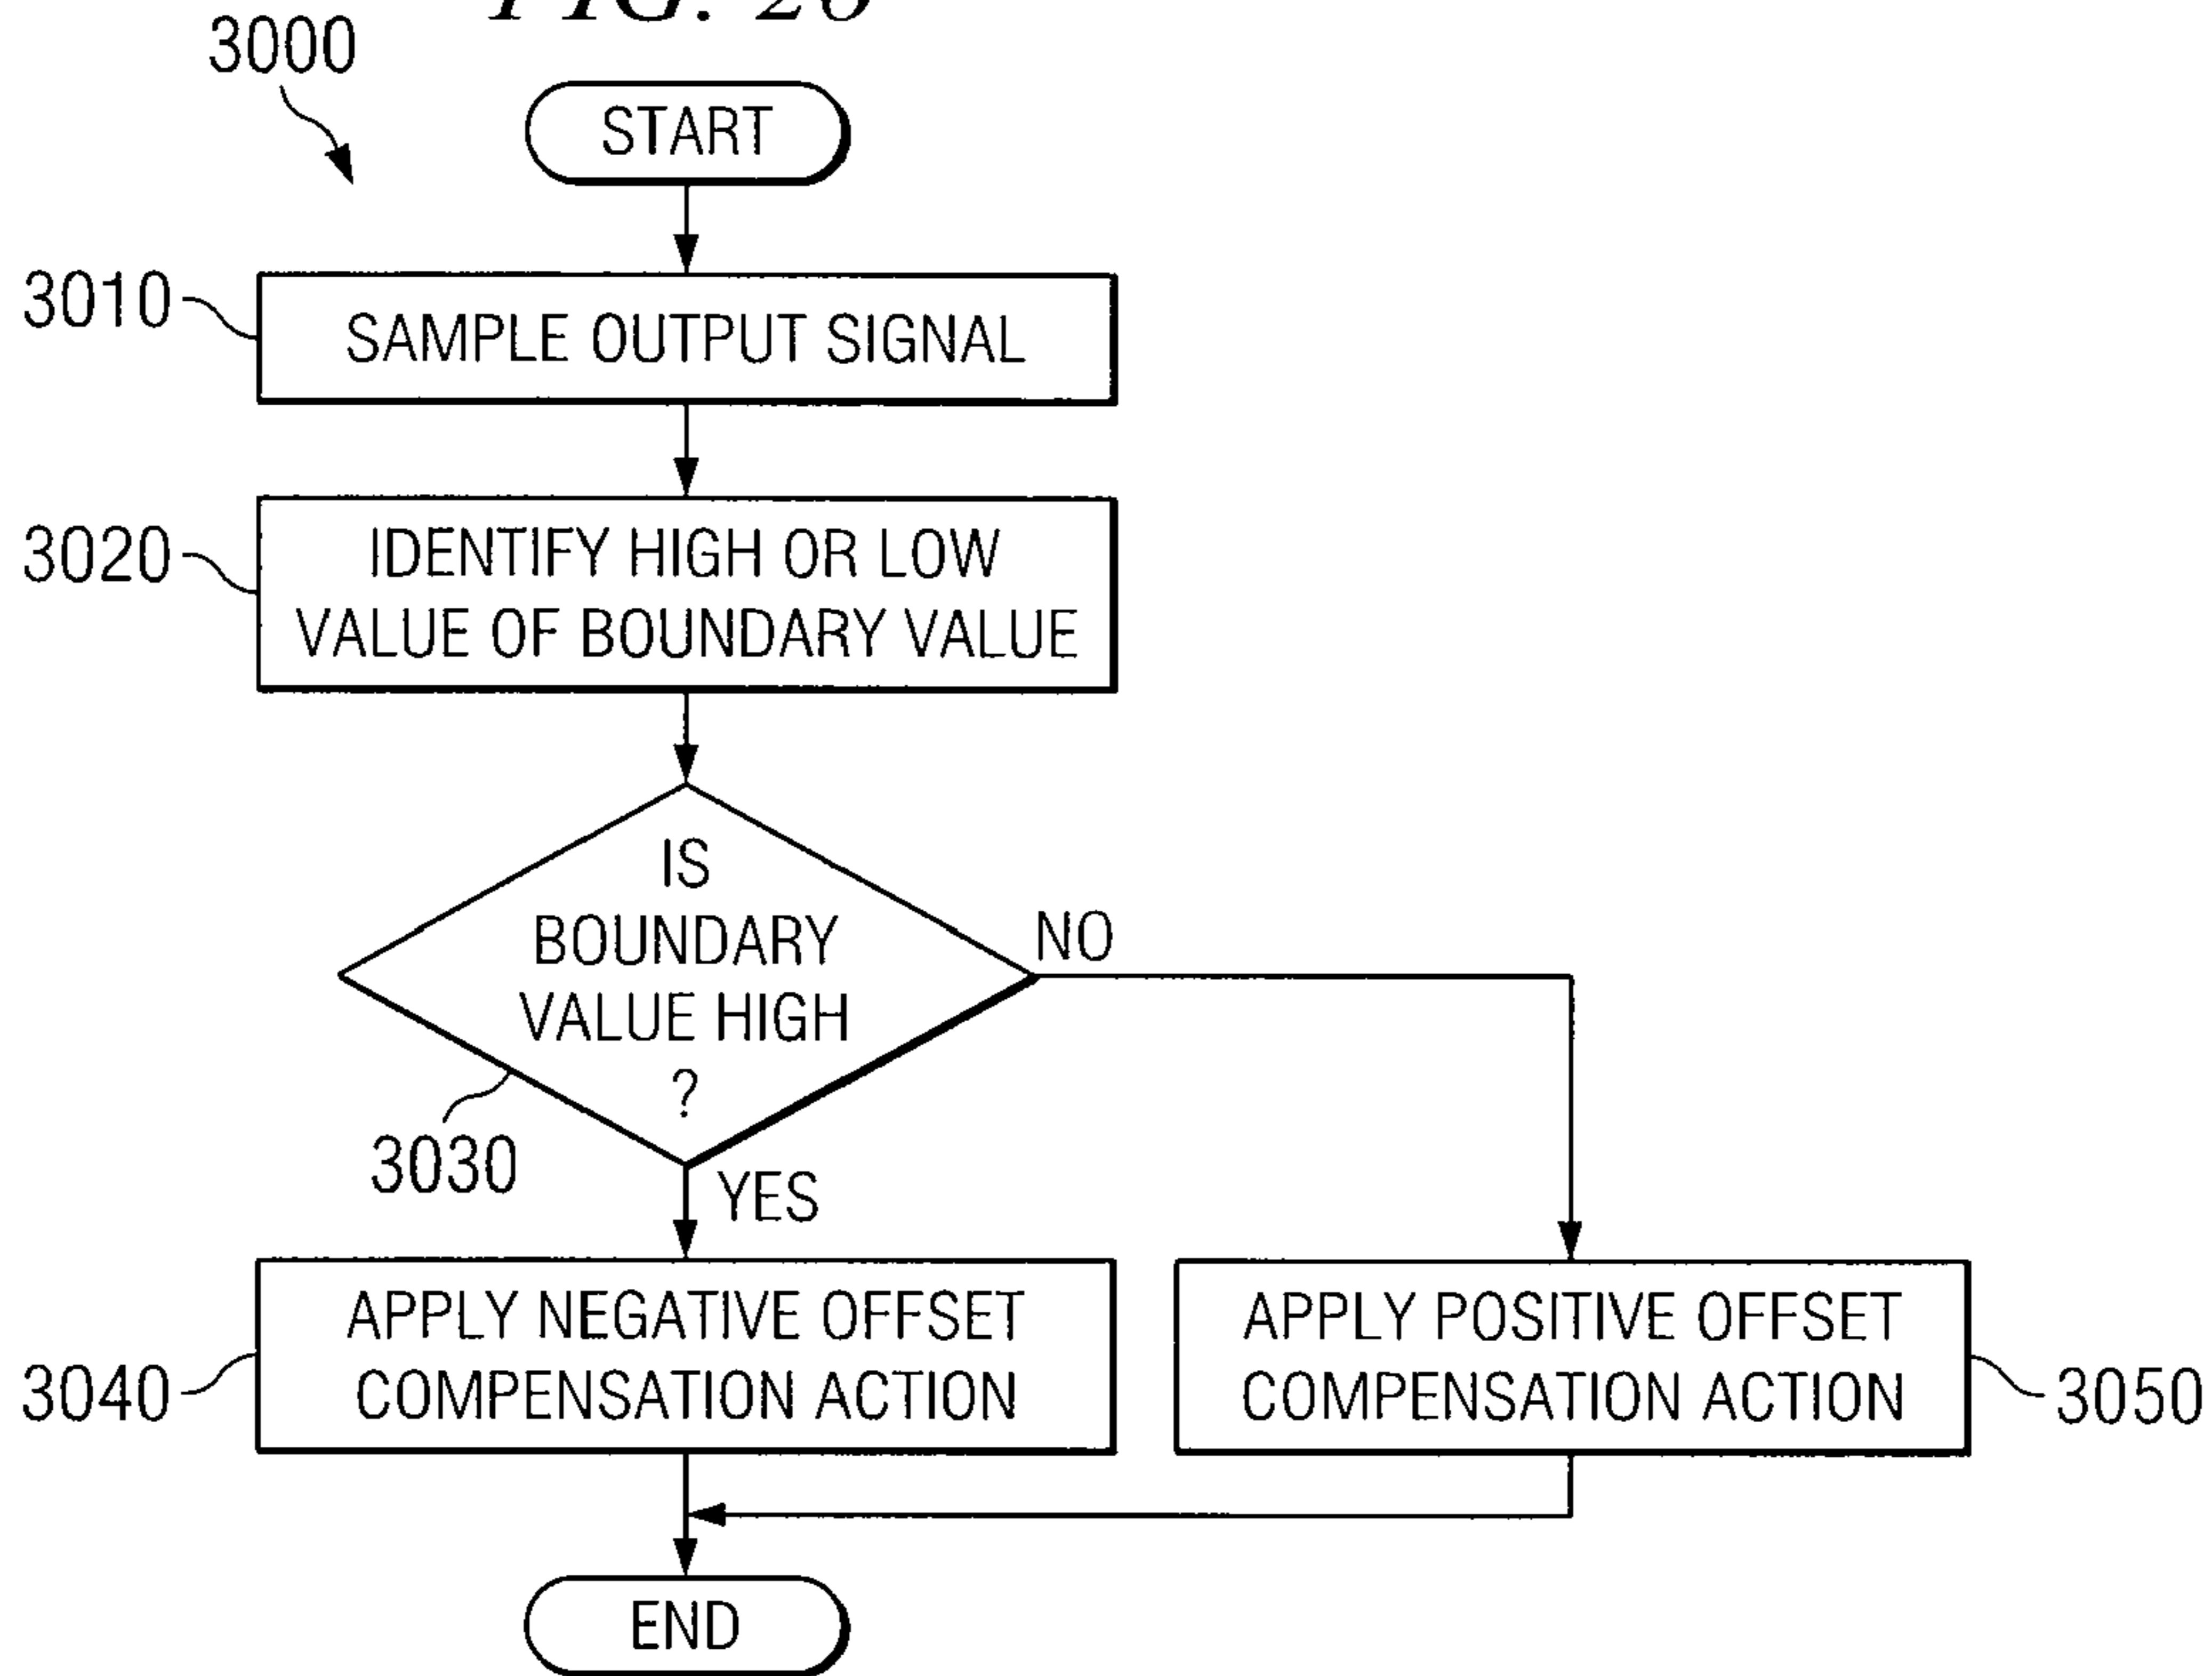 3000
START
3010
SAMPLE OUTPUT SIGNAL
3020
IDENTIFY HIGH OR LOW
VALUE OF BOUNDARY VALUE
IS
BOUNDARY
VALUE HIGH
?
NO
3030
YES
APPLY NEGATIVE OFFSET
COMPENSATION ACTION
3040
APPLY POSITIVE OFFSET
COMPENSATION ACTION
3050
END